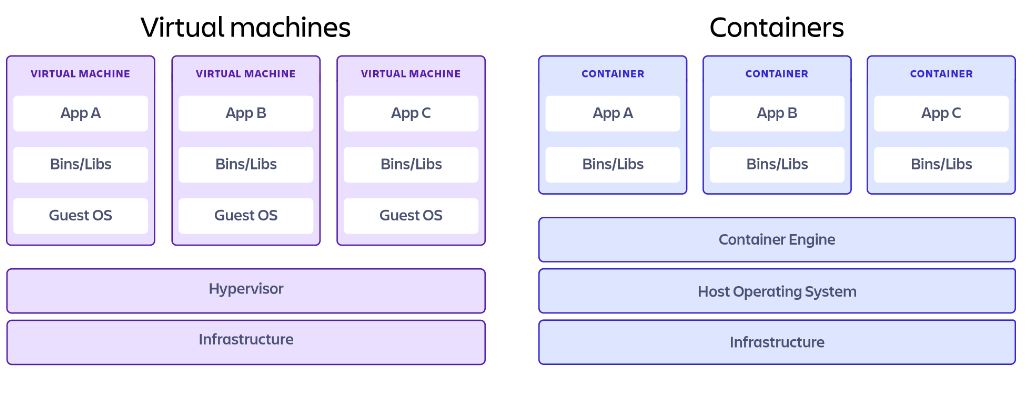 Virtual machines
VIRTUAL MACHINE
App A
Bins/Libs
Guest OS
VIRTUAL MACHINE
App B
Bins/Libs
Guest OS
VIRTUAL MACHINE
App C
Bins/Libs
Guest OS
Hypervisor
Infrastructure
Containers
CONTAINER
App A
Bins/Libs
CONTAINER
App B
Bins/Libs
CONTAINER
App C
Bins/Libs
Container Engine
Host Operating System
Infrastructure